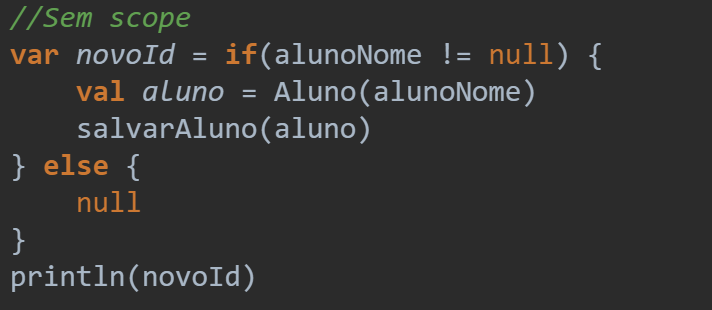 //Sem scope
var novoId = if(alunoNome != null) {
    val aluno = Aluno(alunoNome)
    salvarAluno(aluno)
} else {
    null
}
println(novoId)